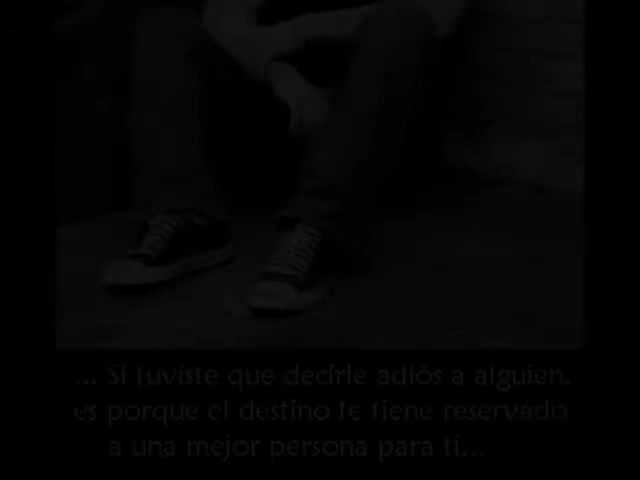 ... Si tuviste que decirle adiós a alguien,
es porque el destino te tiene reservado
a una mejor persona para ti...